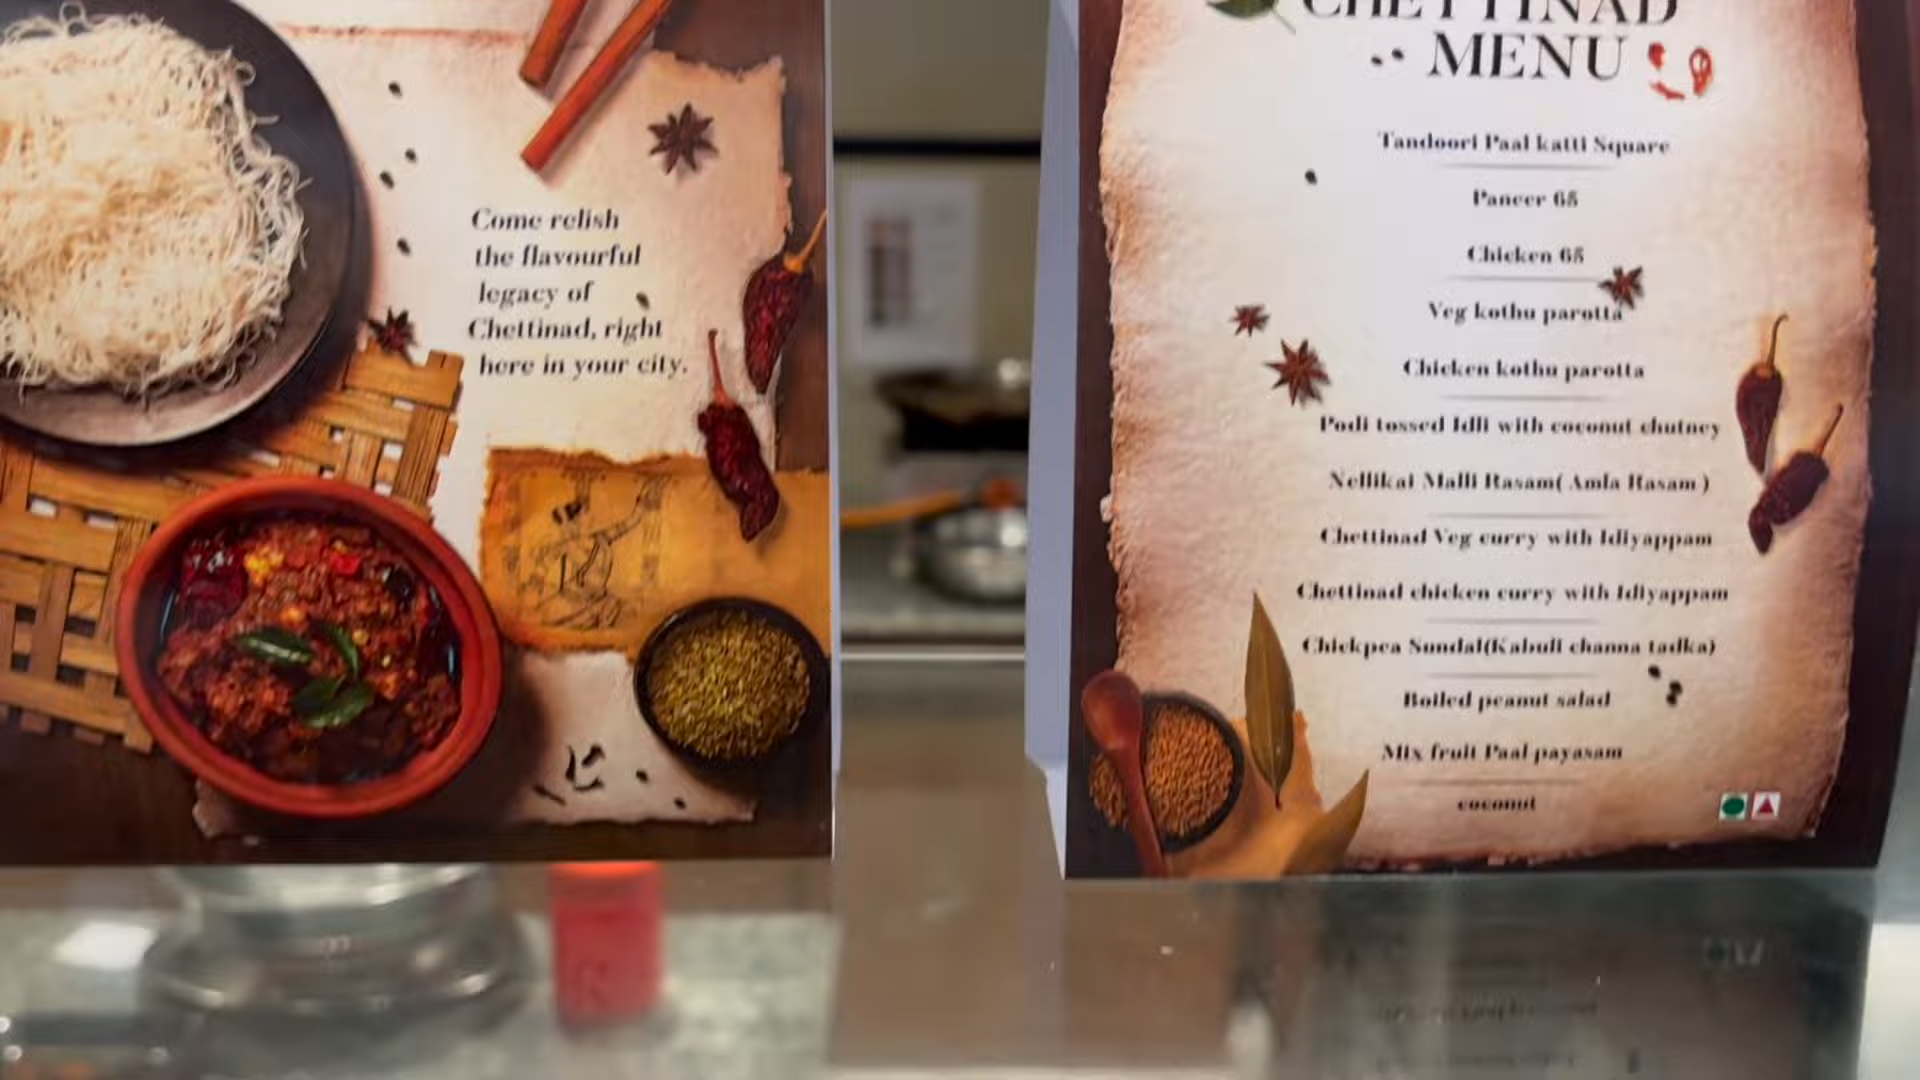 Come relish
the flavourful
legacy of
Chettinad, right
here in your city.
CHETTINAD
MENU
Tandoori Paal katti Square
Paneer 65
Chicken 65
Veg kothu parotta
Chicken kothu parotta
Podi tossed Idli with coconut chutney
Nellikai Malli Rasam( Amla Rasam )
Chettinad Veg curry with Idiyappam
Chettinad chicken curry with Idiyappam
Chickpea Sundal(Kabuli channa tadka)
Boiled peanut salad
Mix fruit Paal payasam
coconut